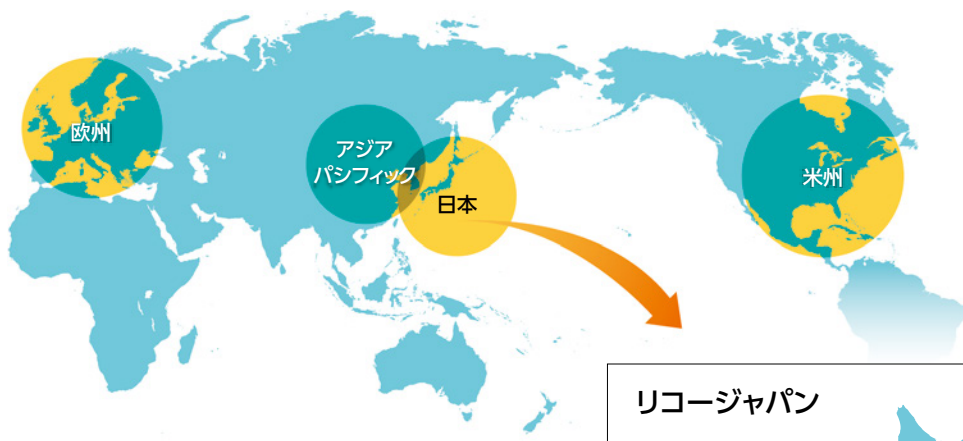 欧州
アジア
パシフィック
日本
米州
リコージャパン